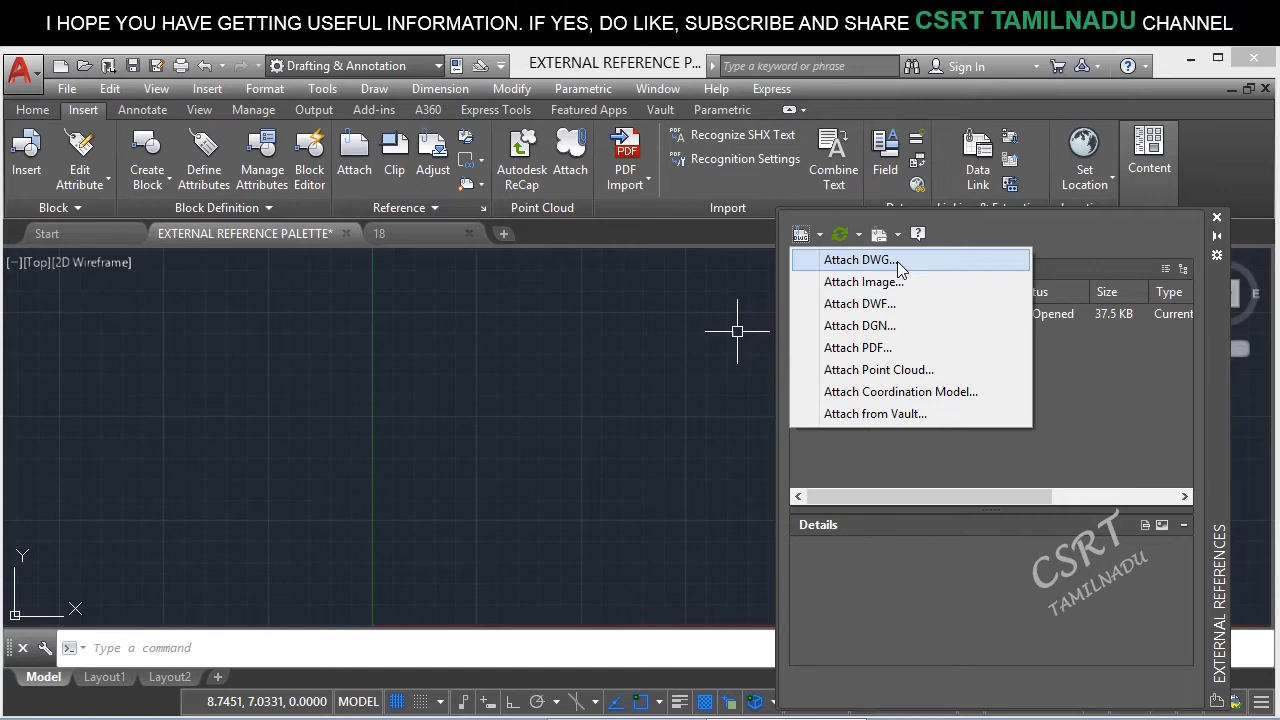 I HOPE YOU HAVE GETTING USEFUL INFORMATION. IF YES, DO LIKE, SUBSCRIBE AND SHARE CSRT TAMILNADU CHANNEL
Drafting & Annotation
EXTERNAL REFERENCE P...
Type a keyword or phrase
Sign In
File Edit View Insert Format Tools Draw Dimension Modify Parametric Window Help Express
Home Insert Annotate View Manage Output Add-ins A360 Express Tools Featured Apps Vault Parametric
Insert
Edit Attribute
Create Block
Define Attributes
Manage Attributes
Block Editor
Attach
Clip
Adjust
Autodesk ReCap
Attach
PDF
PDF Import
Recognize SHX Text
Recognition Settings
Combine Text
Field
Data Link
Set Location
Content
Block
Block Definition
Reference
Point Cloud
Import
Start
EXTERNAL REFERENCE PALETTE*
18
[−][Top][2D Wireframe]
Attach DWG...
Attach Image...
Attach DWF...
Attach DGN...
Attach PDF...
Attach Point Cloud...
Attach Coordination Model...
Attach from Vault...
Size Type
Opened 37.5 KB Current
Details
CSRT
TAMILNADU
EXTERNAL REFERENCES
Y
X
Type a command
Model Layout1 Layout2
8.7451, 7.0331, 0.0000 MODEL